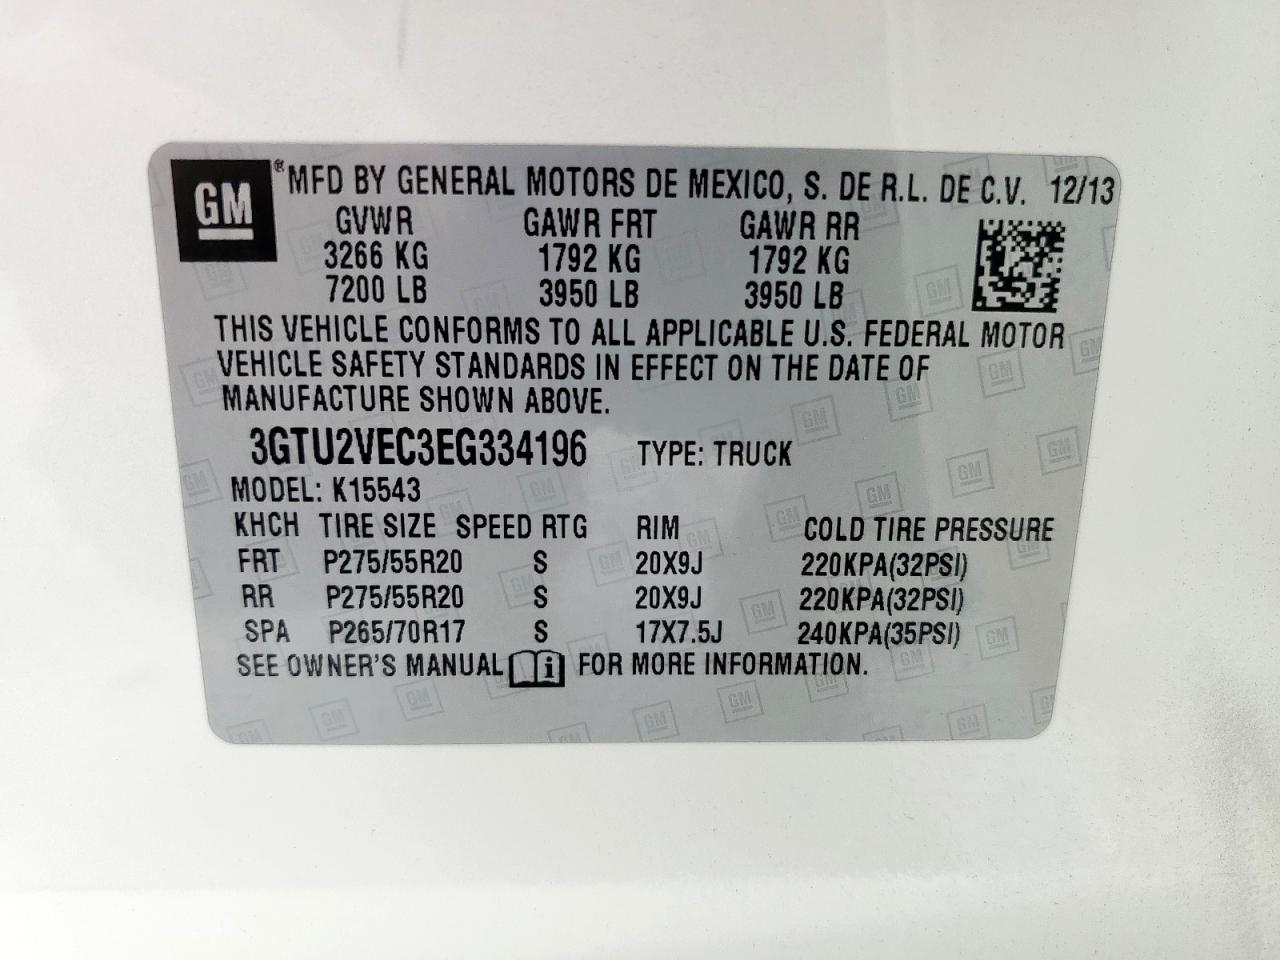 GM ® MFD BY GENERAL MOTORS DE MEXICO, S. DE R.L. DE C.V. 12/13
GVWR GAWR FRT GAWR RR
3266 KG 1792 KG 1792 KG
7200 LB 3950 LB 3950 LB
THIS VEHICLE CONFORMS TO ALL APPLICABLE U.S. FEDERAL MOTOR
VEHICLE SAFETY STANDARDS IN EFFECT ON THE DATE OF
MANUFACTURE SHOWN ABOVE.
3GTU2VEC3EG334196 TYPE: TRUCK
MODEL: K15543
KHCH TIRE SIZE SPEED RTG RIM COLD TIRE PRESSURE
FRT P275/55R20 S 20X9J 220KPA(32PSI)
RR P275/55R20 S 20X9J 220KPA(32PSI)
SPA P265/70R17 S 17X7.5J 240KPA(35PSI)
SEE OWNER'S MANUAL i FOR MORE INFORMATION.